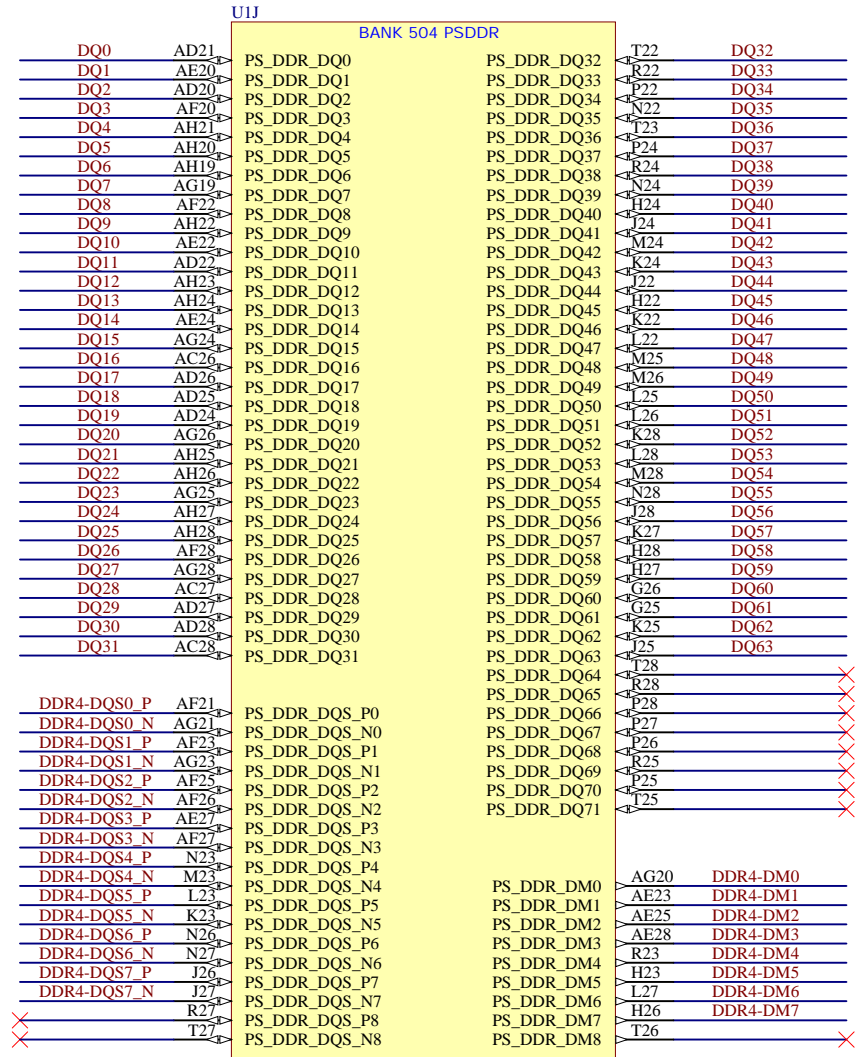 U1J
BANK 504 PSDDR
DQ0 AD21 PS_DDR_DQ0 PS_DDR_DQ32 T22 DQ32
DQ1 AE20 PS_DDR_DQ1 PS_DDR_DQ33 R22 DQ33
DQ2 AD20 PS_DDR_DQ2 PS_DDR_DQ34 P22 DQ34
DQ3 AF20 PS_DDR_DQ3 PS_DDR_DQ35 N22 DQ35
DQ4 AH21 PS_DDR_DQ4 PS_DDR_DQ36 T23 DQ36
DQ5 AH20 PS_DDR_DQ5 PS_DDR_DQ37 P24 DQ37
DQ6 AH19 PS_DDR_DQ6 PS_DDR_DQ38 R24 DQ38
DQ7 AG19 PS_DDR_DQ7 PS_DDR_DQ39 N24 DQ39
DQ8 AF22 PS_DDR_DQ8 PS_DDR_DQ40 H24 DQ40
DQ9 AH22 PS_DDR_DQ9 PS_DDR_DQ41 J24 DQ41
DQ10 AE22 PS_DDR_DQ10 PS_DDR_DQ42 M24 DQ42
DQ11 AD22 PS_DDR_DQ11 PS_DDR_DQ43 K24 DQ43
DQ12 AH23 PS_DDR_DQ12 PS_DDR_DQ44 J22 DQ44
DQ13 AH24 PS_DDR_DQ13 PS_DDR_DQ45 H22 DQ45
DQ14 AE24 PS_DDR_DQ14 PS_DDR_DQ46 K22 DQ46
DQ15 AG24 PS_DDR_DQ15 PS_DDR_DQ47 L22 DQ47
DQ16 AC26 PS_DDR_DQ16 PS_DDR_DQ48 M25 DQ48
DQ17 AD26 PS_DDR_DQ17 PS_DDR_DQ49 M26 DQ49
DQ18 AD25 PS_DDR_DQ18 PS_DDR_DQ50 L25 DQ50
DQ19 AD24 PS_DDR_DQ19 PS_DDR_DQ51 L26 DQ51
DQ20 AG26 PS_DDR_DQ20 PS_DDR_DQ52 K28 DQ52
DQ21 AH25 PS_DDR_DQ21 PS_DDR_DQ53 L28 DQ53
DQ22 AH26 PS_DDR_DQ22 PS_DDR_DQ54 M28 DQ54
DQ23 AG25 PS_DDR_DQ23 PS_DDR_DQ55 N28 DQ55
DQ24 AH27 PS_DDR_DQ24 PS_DDR_DQ56 J28 DQ56
DQ25 AH28 PS_DDR_DQ25 PS_DDR_DQ57 K27 DQ57
DQ26 AF28 PS_DDR_DQ26 PS_DDR_DQ58 H28 DQ58
DQ27 AG28 PS_DDR_DQ27 PS_DDR_DQ59 H27 DQ59
DQ28 AC27 PS_DDR_DQ28 PS_DDR_DQ60 G26 DQ60
DQ29 AD27 PS_DDR_DQ29 PS_DDR_DQ61 G25 DQ61
DQ30 AD28 PS_DDR_DQ30 PS_DDR_DQ62 K25 DQ62
DQ31 AC28 PS_DDR_DQ31 PS_DDR_DQ63 J25 DQ63
PS_DDR_DQ64 T28
PS_DDR_DQ65 R28
DDR4-DQS0_P AF21 PS_DDR_DQS_P0 PS_DDR_DQ66 P28
DDR4-DQS0_N AG21 PS_DDR_DQS_N0 PS_DDR_DQ67 P27
DDR4-DQS1_P AF23 PS_DDR_DQS_P1 PS_DDR_DQ68 P26
DDR4-DQS1_N AG23 PS_DDR_DQS_N1 PS_DDR_DQ69 R25
DDR4-DQS2_P AF25 PS_DDR_DQS_P2 PS_DDR_DQ70 P25
DDR4-DQS2_N AF26 PS_DDR_DQS_N2 PS_DDR_DQ71 T25
DDR4-DQS3_P AE27 PS_DDR_DQS_P3
DDR4-DQS3_N AF27 PS_DDR_DQS_N3
DDR4-DQS4_P N23 PS_DDR_DQS_P4
DDR4-DQS4_N M23 PS_DDR_DQS_N4 PS_DDR_DM0 AG20 DDR4-DM0
DDR4-DQS5_P L23 PS_DDR_DQS_P5 PS_DDR_DM1 AE23 DDR4-DM1
DDR4-DQS5_N K23 PS_DDR_DQS_N5 PS_DDR_DM2 AE25 DDR4-DM2
DDR4-DQS6_P N26 PS_DDR_DQS_P6 PS_DDR_DM3 AE28 DDR4-DM3
DDR4-DQS6_N N27 PS_DDR_DQS_N6 PS_DDR_DM4 R23 DDR4-DM4
DDR4-DQS7_P J26 PS_DDR_DQS_P7 PS_DDR_DM5 H23 DDR4-DM5
DDR4-DQS7_N J27 PS_DDR_DQS_N7 PS_DDR_DM6 L27 DDR4-DM6
R27 PS_DDR_DQS_P8 PS_DDR_DM7 H26 DDR4-DM7
T27 PS_DDR_DQS_N8 PS_DDR_DM8 T26